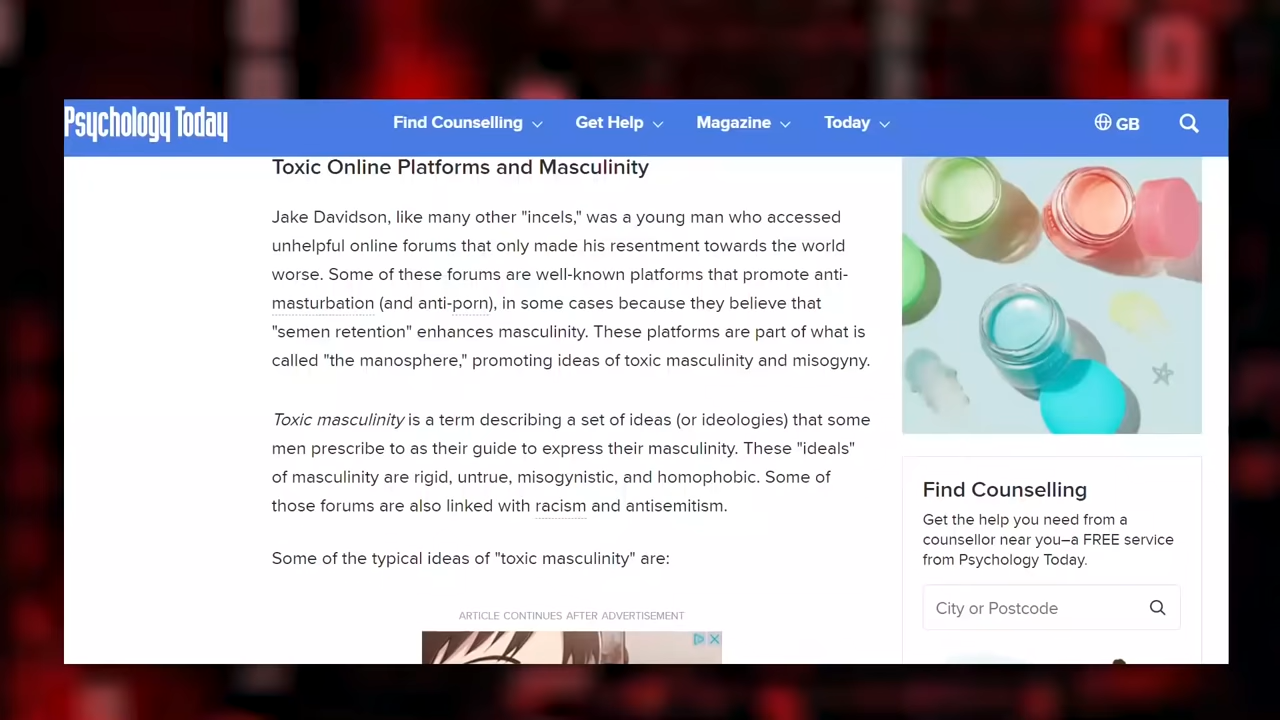 Psychology Today
Find Counselling
Get Help
Magazine
Today
GB
Toxic Online Platforms and Masculinity
Jake Davidson, like many other "incels," was a young man who accessed
unhelpful online forums that only made his resentment towards the world
worse. Some of these forums are well-known platforms that promote anti-
masturbation (and anti-porn), in some cases because they believe that
"semen retention" enhances masculinity. These platforms are part of what is
called "the manosphere," promoting ideas of toxic masculinity and misogyny.
Toxic masculinity is a term describing a set of ideas (or ideologies) that some
men prescribe to as their guide to express their masculinity. These "ideals"
of masculinity are rigid, untrue, misogynistic, and homophobic. Some of
those forums are also linked with racism and antisemitism.
Some of the typical ideas of "toxic masculinity" are:
ARTICLE CONTINUES AFTER ADVERTISEMENT
Find Counselling
Get the help you need from a
counsellor near you–a FREE service
from Psychology Today.
City or Postcode